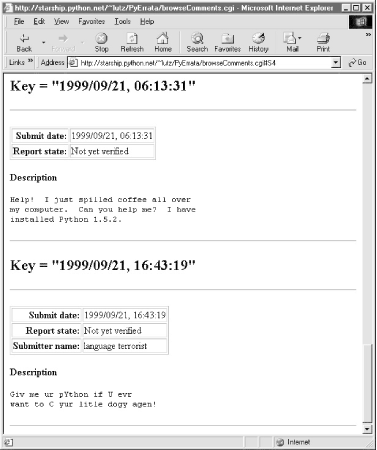 http://starship.python.net/~lutz/PyErrata/browseComments.cgi - Microsoft Internet Explorer
File Edit View Favorites Tools Help
Back Forward Stop Refresh Home Search Favorites History Mail Print
Links » Address http://starship.python.net/~lutz/PyErrata/browseComments.cgi#S4 Go
Key = "1999/09/21, 06:13:31"
Submit date: 1999/09/21, 06:13:31
Report state: Not yet verified
Description
Help! I just spilled coffee all over
my computer. Can you help me? I have
installed Python 1.5.2.
Key = "1999/09/21, 16:43:19"
Submit date: 1999/09/21, 16:43:19
Report state: Not yet verified
Submitter name: language terrorist
Description
Giv me ur pYthon if U evr
want to C yur litle dogy agen!
Internet